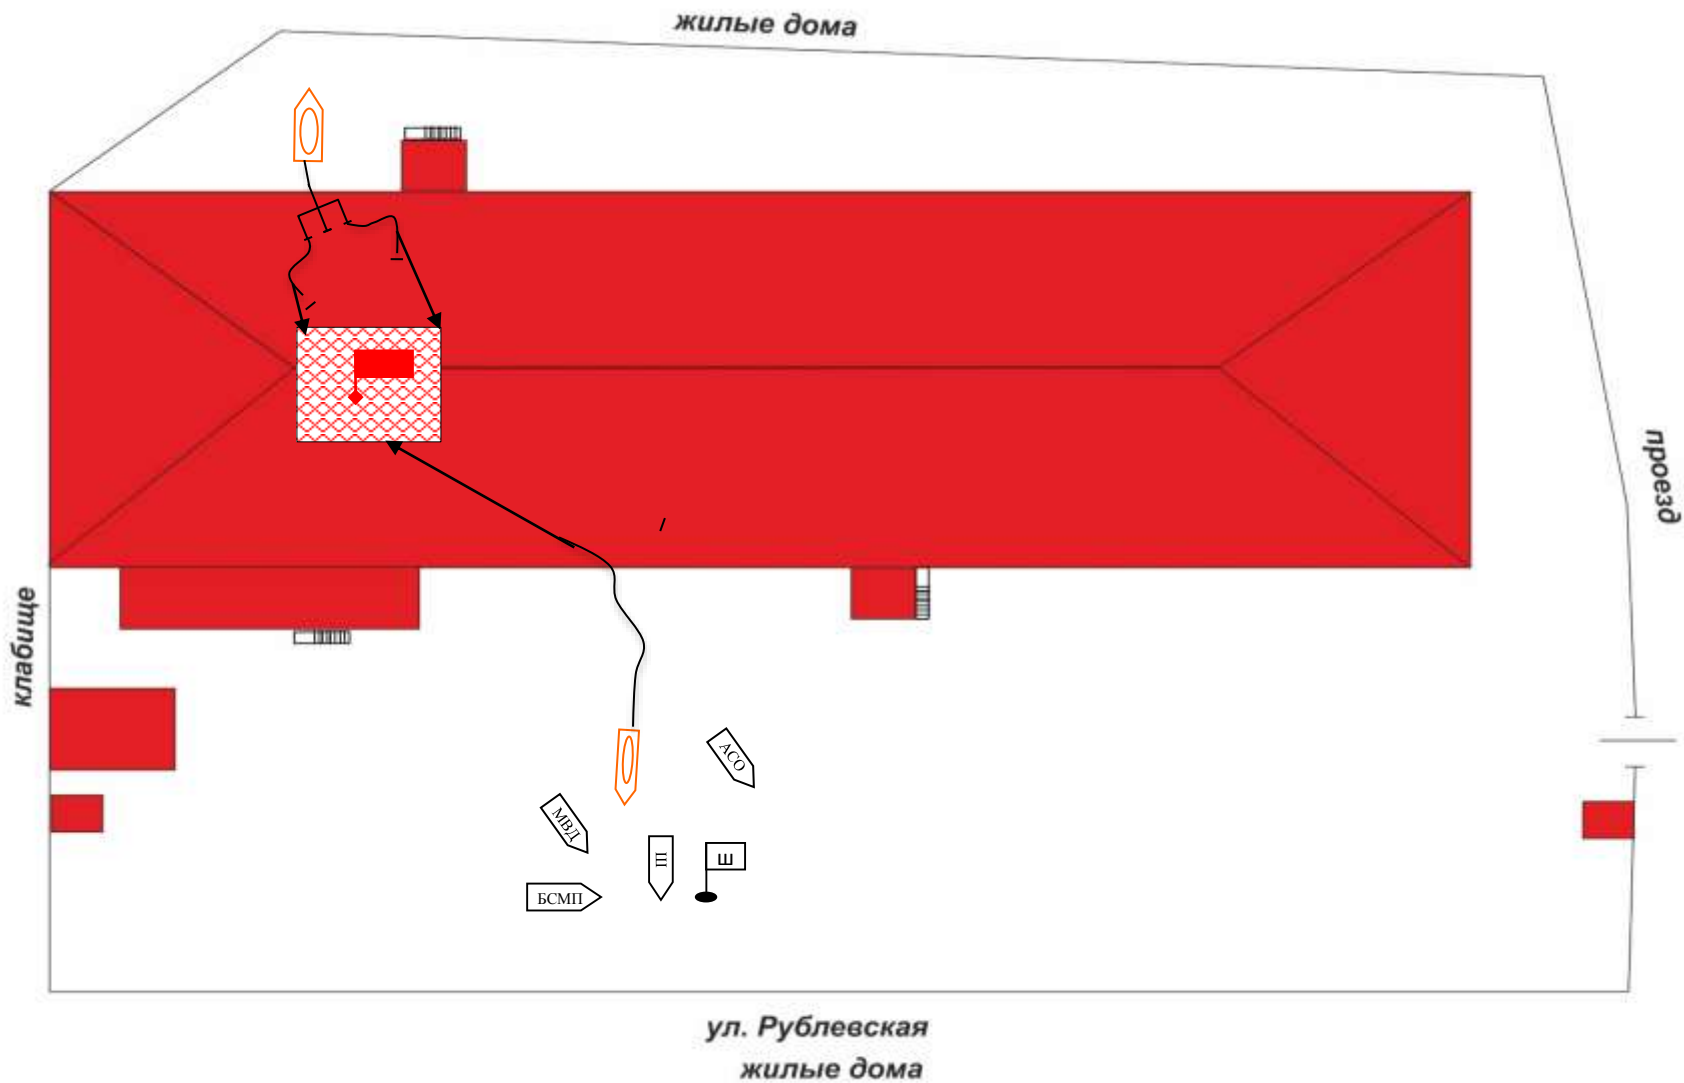 жилые дома
проезд
клабище
АСО
МВД
Ш
Ш
БСМП
ул. Рублевская
жилые дома